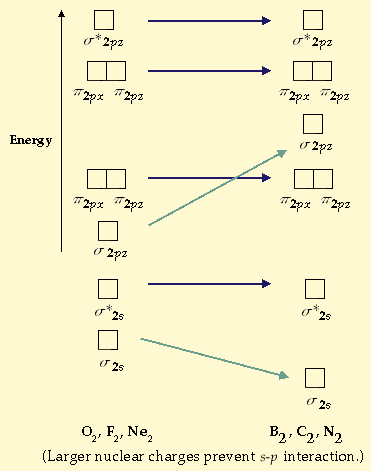 σ*2pz σ*2pz
π2px π2pz π2px π2pz
σ2pz
Energy
π2px π2pz π2px π2pz
σ2pz
σ*2s σ*2s
σ2s
σ2s
O2, F2, Ne2 B2, C2, N2
(Larger nuclear charges prevent s-p interaction.)